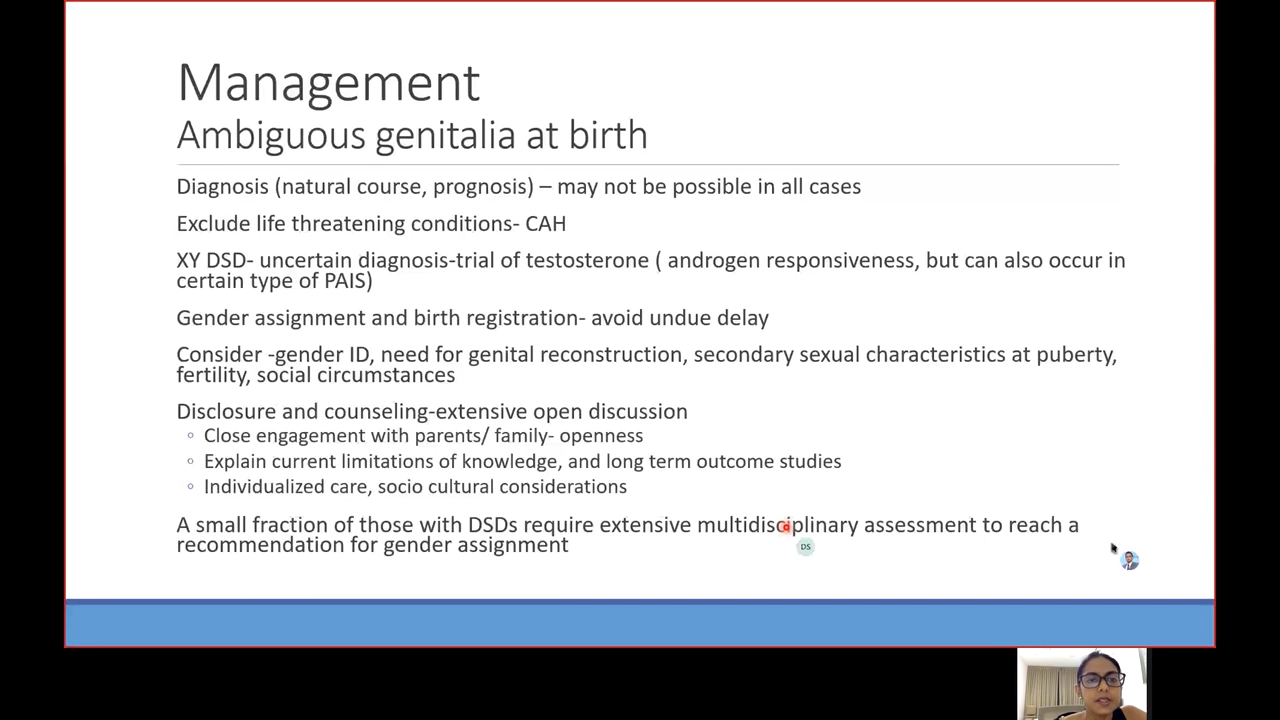 Management
Ambiguous genitalia at birth
Diagnosis (natural course, prognosis) – may not be possible in all cases
Exclude life threatening conditions- CAH
XY DSD- uncertain diagnosis-trial of testosterone ( androgen responsiveness, but can also occur in
certain type of PAIS)
Gender assignment and birth registration- avoid undue delay
Consider -gender ID, need for genital reconstruction, secondary sexual characteristics at puberty,
fertility, social circumstances
Disclosure and counseling-extensive open discussion
◦ Close engagement with parents/ family- openness
◦ Explain current limitations of knowledge, and long term outcome studies
◦ Individualized care, socio cultural considerations
A small fraction of those with DSDs require extensive multidisciplinary assessment to reach a
recommendation for gender assignment
DS